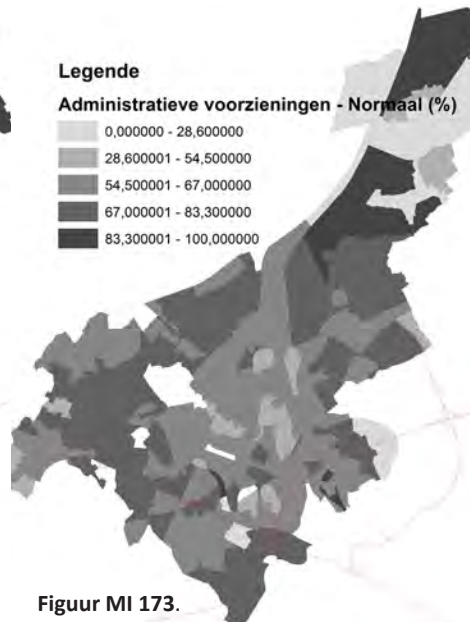 Legende
Administratieve voorzieningen - Normaal (%)
0,000000 - 28,600000
28,600001 - 54,500000
54,500001 - 67,000000
67,000001 - 83,300000
83,300001 - 100,000000
Figuur MI 173.